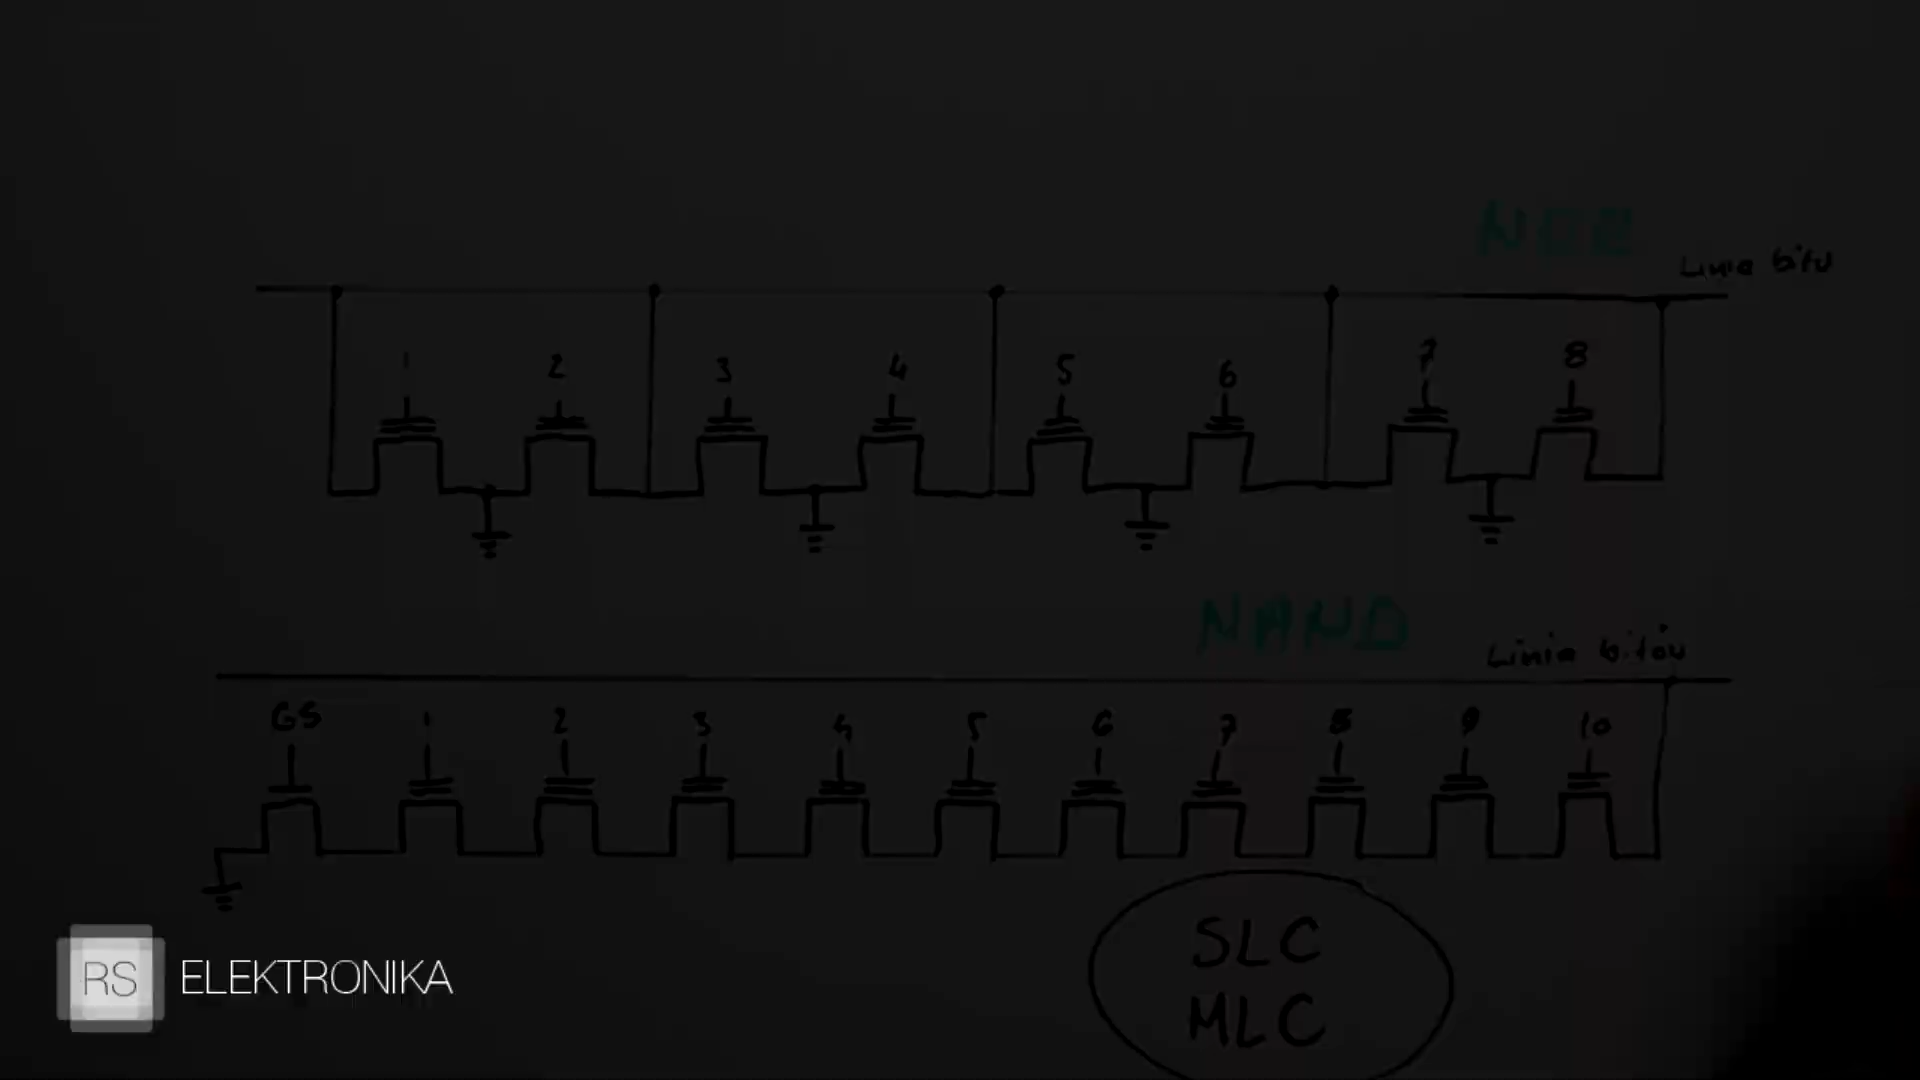 NOR
Linia bitu
1 2 3 4 5 6 7 8
NAND
Linia bitów
GS 1 2 3 4 5 6 7 8 9 10
SLC
MLC
RS ELEKTRONIKA